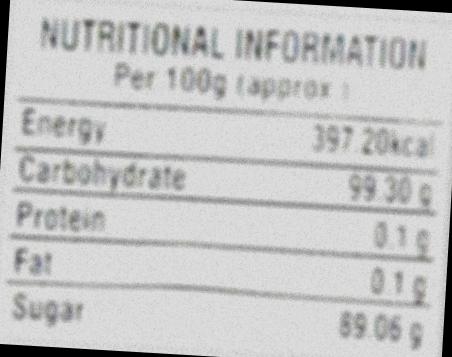 NUTRITIONAL INFORMATION
Per 100g (approx )
Energy 397.20kcal
Carbohydrate 99.30 g
Protein 0.1 g
Fat 0.1 g
Sugar 89.06 g